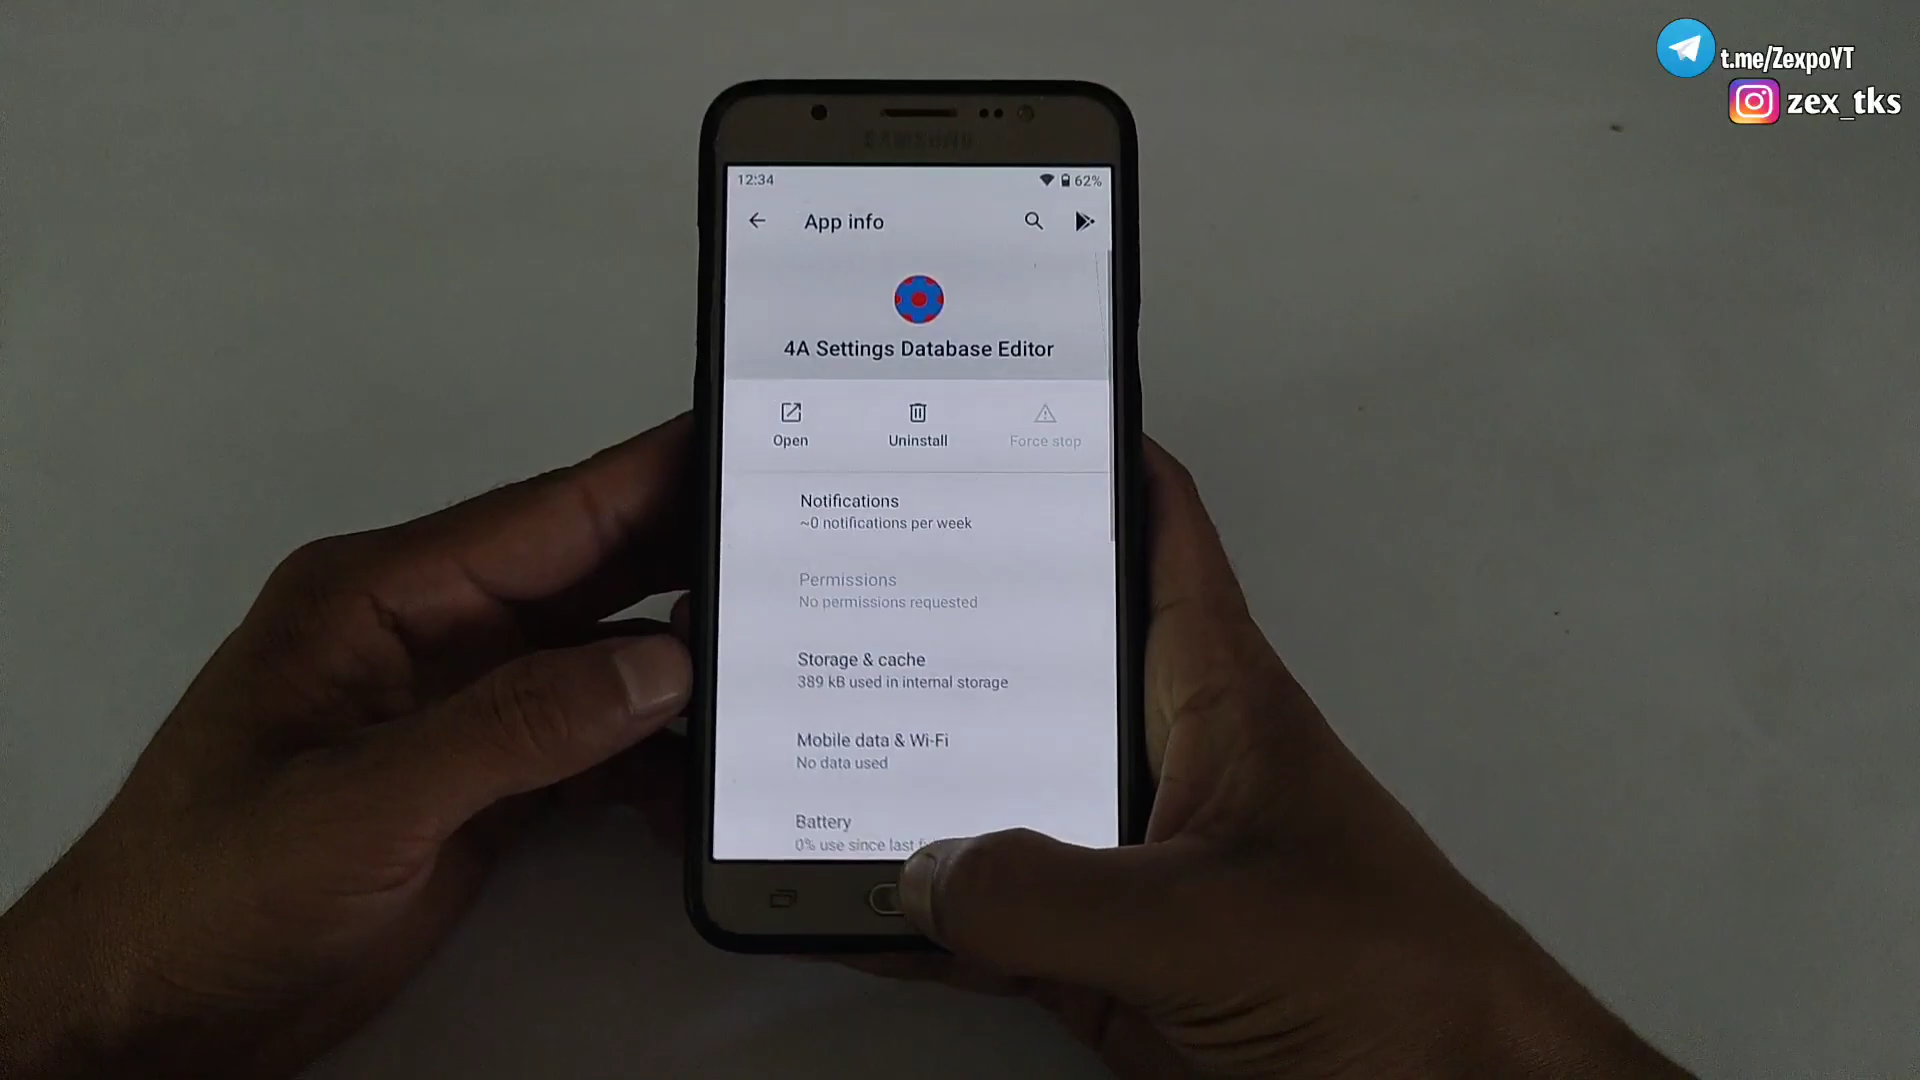 t.me/ZexpoYT
zex_tks
SAMSUNG
12:34
62%
App info
4A Settings Database Editor
Open
Uninstall
Force stop
Notifications
~0 notifications per week
Permissions
No permissions requested
Storage & cache
389 kB used in internal storage
Mobile data & Wi-Fi
No data used
Battery
0% use since last